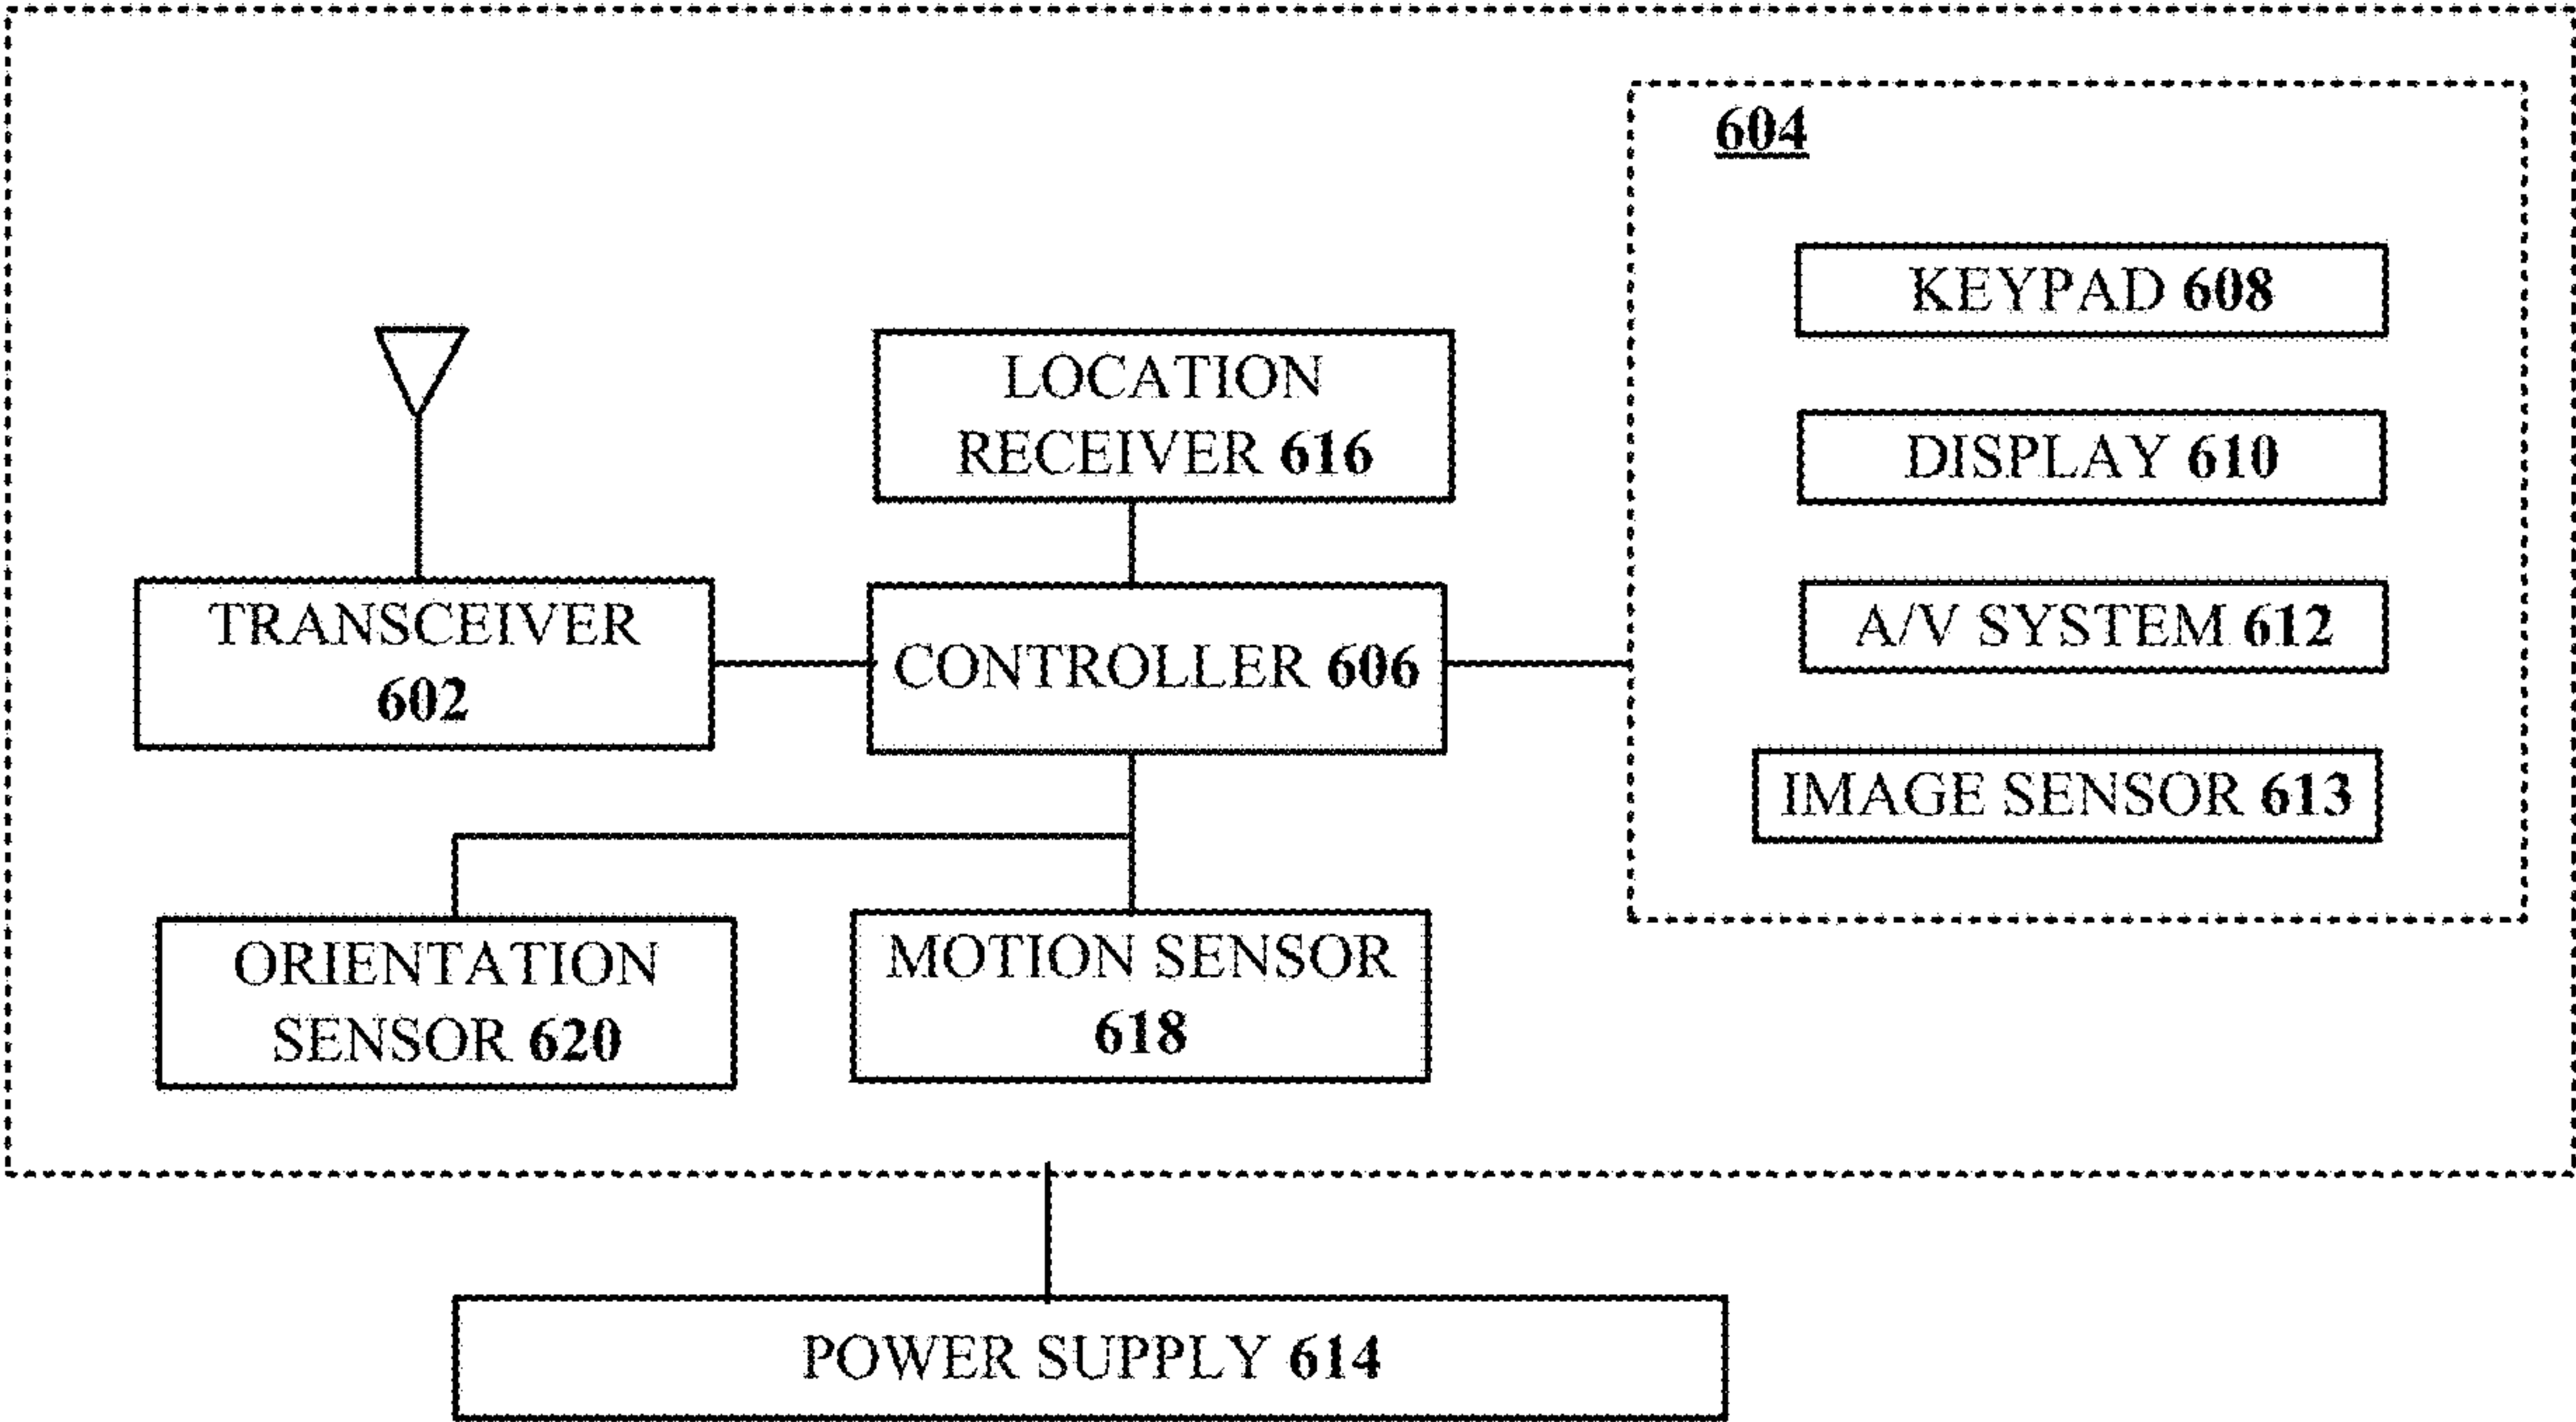 604
KEYPAD 608
LOCATION
RECEIVER 616
DISPLAY 610
TRANSCEIVER
602
CONTROLLER 606
A/V SYSTEM 612
IMAGE SENSOR 613
ORIENTATION
SENSOR 620
MOTION SENSOR
618
POWER SUPPLY 614